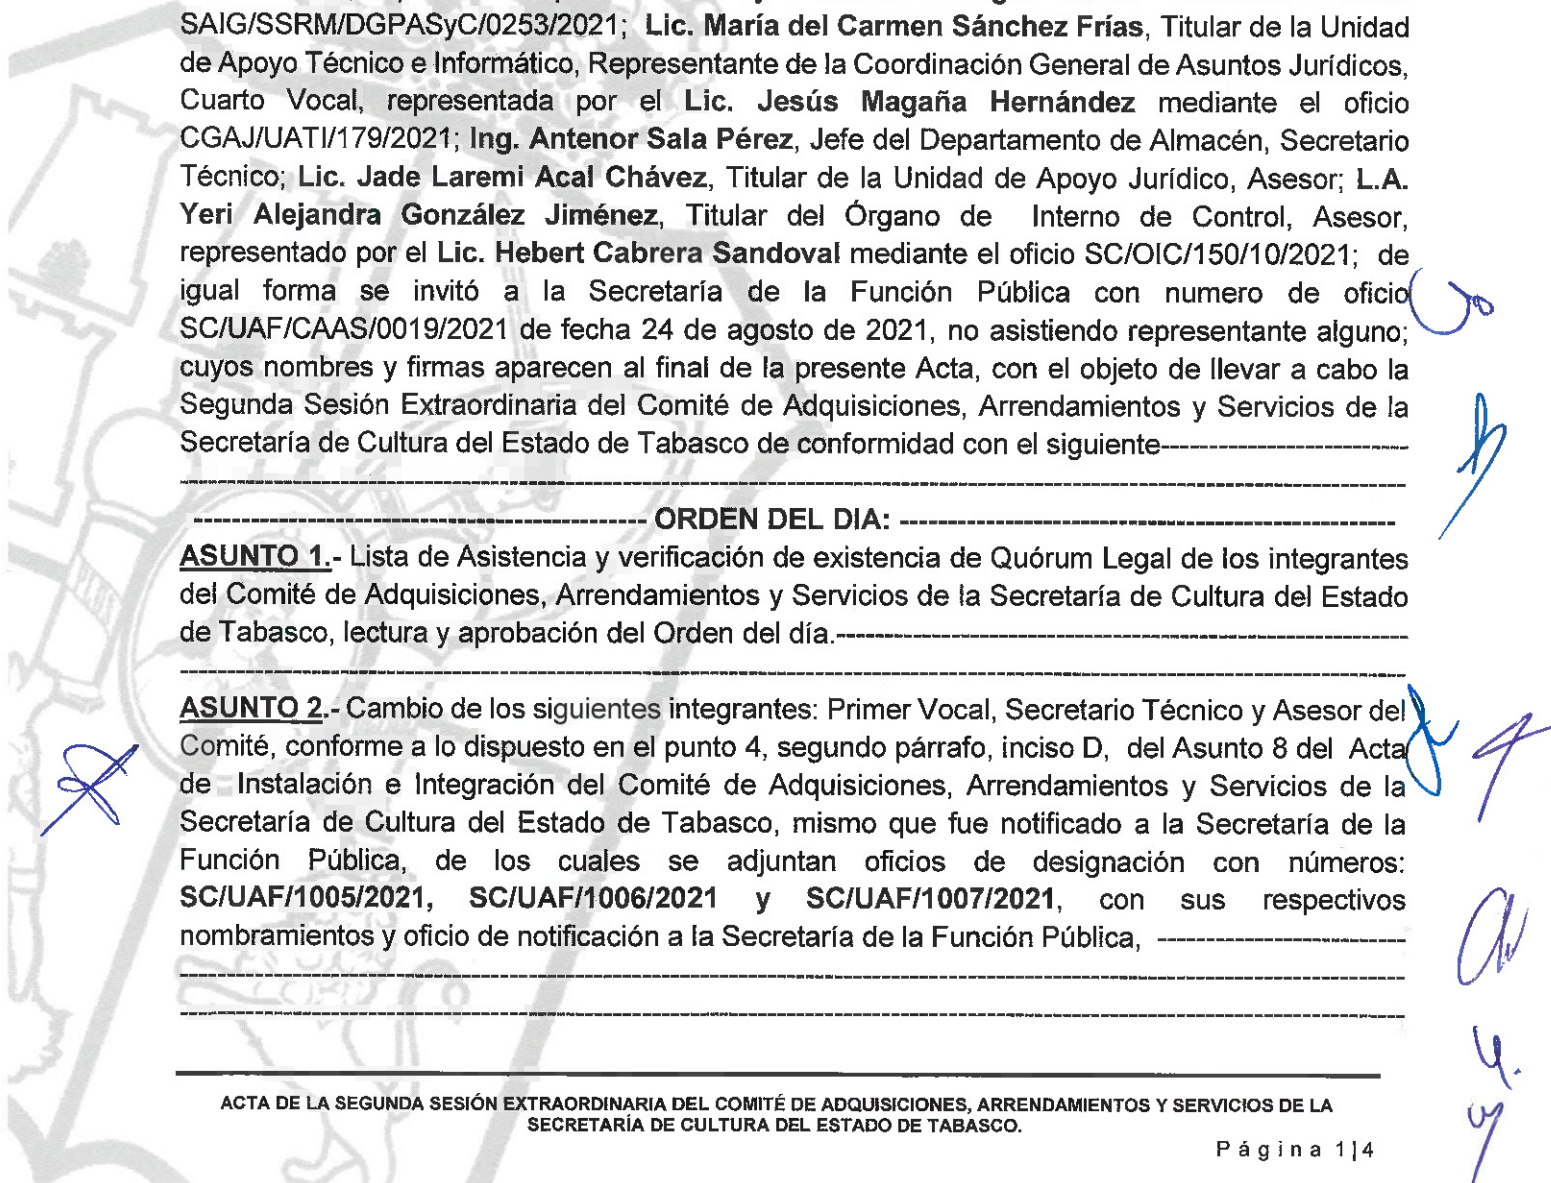 SAIG/SSRM/DGPASyC/0253/2021; Lic. María del Carmen Sánchez Frías, Titular de la Unidad
de Apoyo Técnico e Informático, Representante de la Coordinación General de Asuntos Jurídicos,
Cuarto Vocal, representada por el Lic. Jesús Magaña Hernández mediante el oficio
CGAJ/UATI/179/2021; Ing. Antenor Sala Pérez, Jefe del Departamento de Almacén, Secretario
Técnico; Lic. Jade Laremi Acal Chávez, Titular de la Unidad de Apoyo Jurídico, Asesor; L.A.
Yeri Alejandra González Jiménez, Titular del Órgano de Interno de Control, Asesor,
representado por el Lic. Hebert Cabrera Sandoval mediante el oficio SC/OIC/150/10/2021; de
igual forma se invitó a la Secretaría de la Función Pública con numero de oficio
SC/UAF/CAAS/0019/2021 de fecha 24 de agosto de 2021, no asistiendo representante alguno;
cuyos nombres y firmas aparecen al final de la presente Acta, con el objeto de llevar a cabo la
Segunda Sesión Extraordinaria del Comité de Adquisiciones, Arrendamientos y Servicios de la
Secretaría de Cultura del Estado de Tabasco de conformidad con el siguiente--------------------------
------------------------------------------------ ORDEN DEL DIA: ----------------------------------------------------
ASUNTO 1.- Lista de Asistencia y verificación de existencia de Quórum Legal de los integrantes
del Comité de Adquisiciones, Arrendamientos y Servicios de la Secretaría de Cultura del Estado
de Tabasco, lectura y aprobación del Orden del día.------------------------------------------------------------
ASUNTO 2.- Cambio de los siguientes integrantes: Primer Vocal, Secretario Técnico y Asesor del
Comité, conforme a lo dispuesto en el punto 4, segundo párrafo, inciso D, del Asunto 8 del Acta
de Instalación e Integración del Comité de Adquisiciones, Arrendamientos y Servicios de la
Secretaría de Cultura del Estado de Tabasco, mismo que fue notificado a la Secretaría de la
Función Pública, de los cuales se adjuntan oficios de designación con números:
SC/UAF/1005/2021, SC/UAF/1006/2021 y SC/UAF/1007/2021, con sus respectivos
nombramientos y oficio de notificación a la Secretaría de la Función Pública, --------------------------
ACTA DE LA SEGUNDA SESIÓN EXTRAORDINARIA DEL COMITÉ DE ADQUISICIONES, ARRENDAMIENTOS Y SERVICIOS DE LA
SECRETARÍA DE CULTURA DEL ESTADO DE TABASCO.
Página 1|4